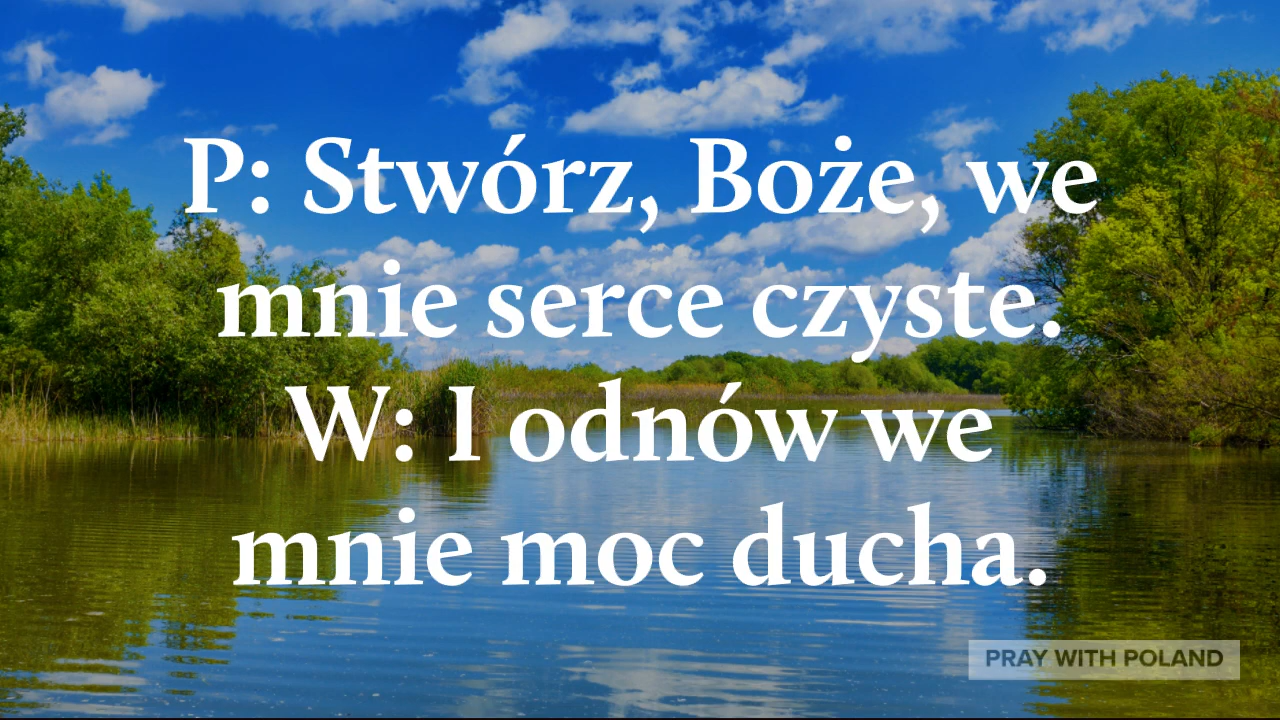 P: Stwórz, Boże, we
mnie serce czyste.
W: I odnów we
mnie moc ducha.
PRAY WITH POLAND